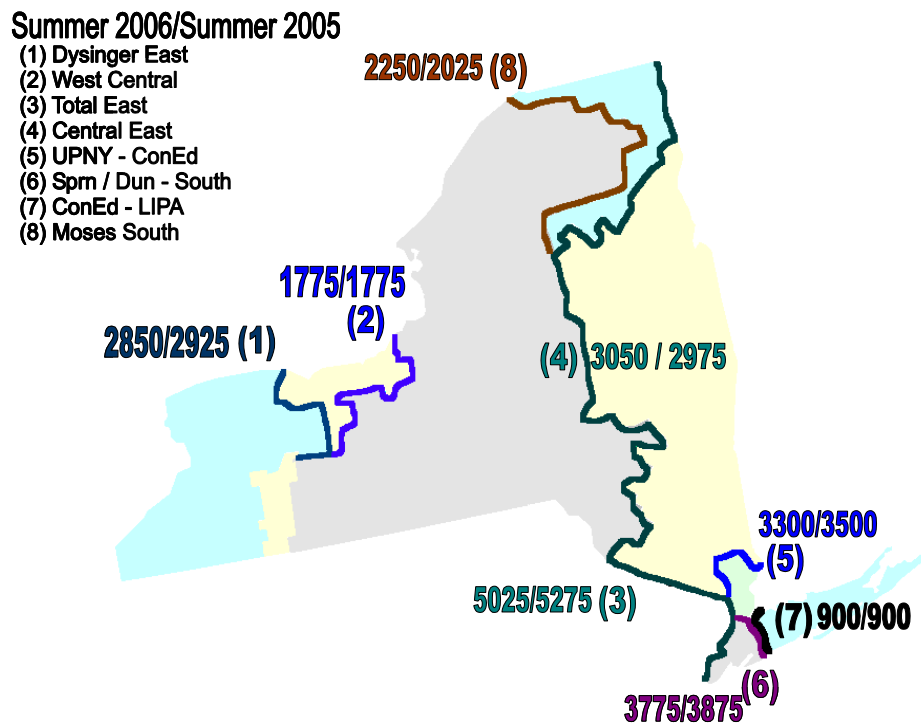 Summer 2006/Summer 2005
(1) Dysinger East
(2) West Central
(3) Total East
(4) Central East
(5) UPNY - ConEd
(6) Sprn / Dun - South
(7) ConEd - LIPA
(8) Moses South
2250/2025 (8)
1775/1775
(2)
2850/2925 (1)
(4) 3050 / 2975
3300/3500
(5)
5025/5275 (3)
(7) 900/900
(6)
3775/3875